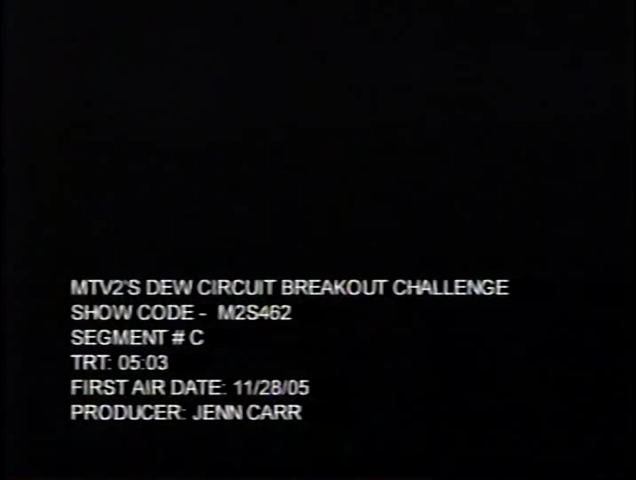 MTV2'S DEW CIRCUIT BREAKOUT CHALLENGE
SHOW CODE - M2S462
SEGMENT # C
TRT: 05:03
FIRST AIR DATE: 11/28/05
PRODUCER: JENN CARR